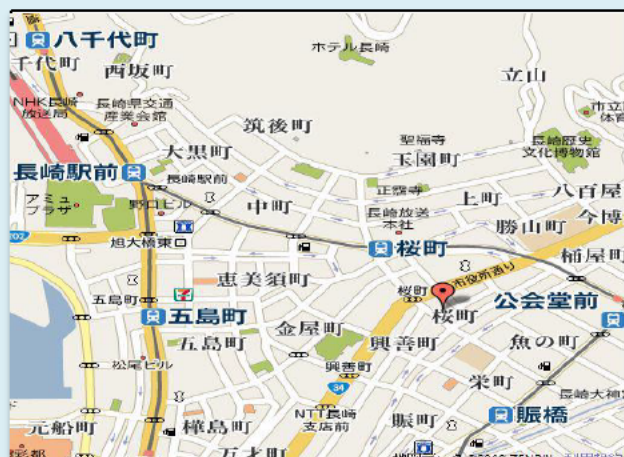 八千代町
千代町
西坂町
ホテル長崎
立山
NHK長崎
放送局
長崎県交通
産業会館
筑後町
聖福寺
玉園町
長崎歴史
文化博物館
市立
体育
大黒町
長崎駅前
長崎駅前
アミュ
プラザ
野口ビル
中町
正覚寺
長崎放送
本社
上町
八百屋
勝山町
今博
桶屋町
202
旭大橋東口
桜町
市役所通り
恵美須町
五島町
桜町
桜町
公会堂前
五島町
五島町
金屋町
興善町
魚の町
松尾ビル
興善町
栄町
34
長崎大神宮
元船町
樺島町
NTT長崎
支店前
賑町
賑橋
万才町